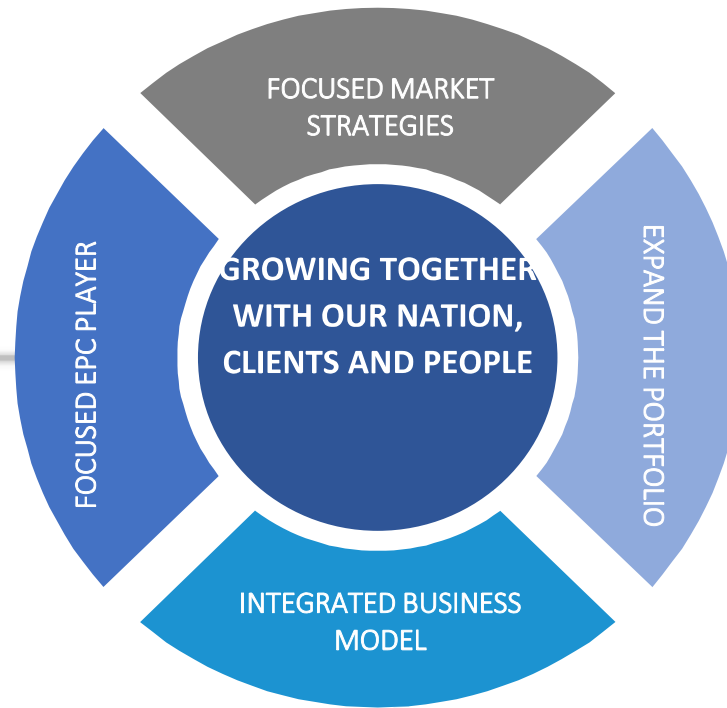 FOCUSED MARKET
STRATEGIES
FOCUSED EPC PLAYER
GROWING TOGETHER
WITH OUR NATION,
CLIENTS AND PEOPLE
EXPAND THE PORTFOLIO
INTEGRATED BUSINESS
MODEL